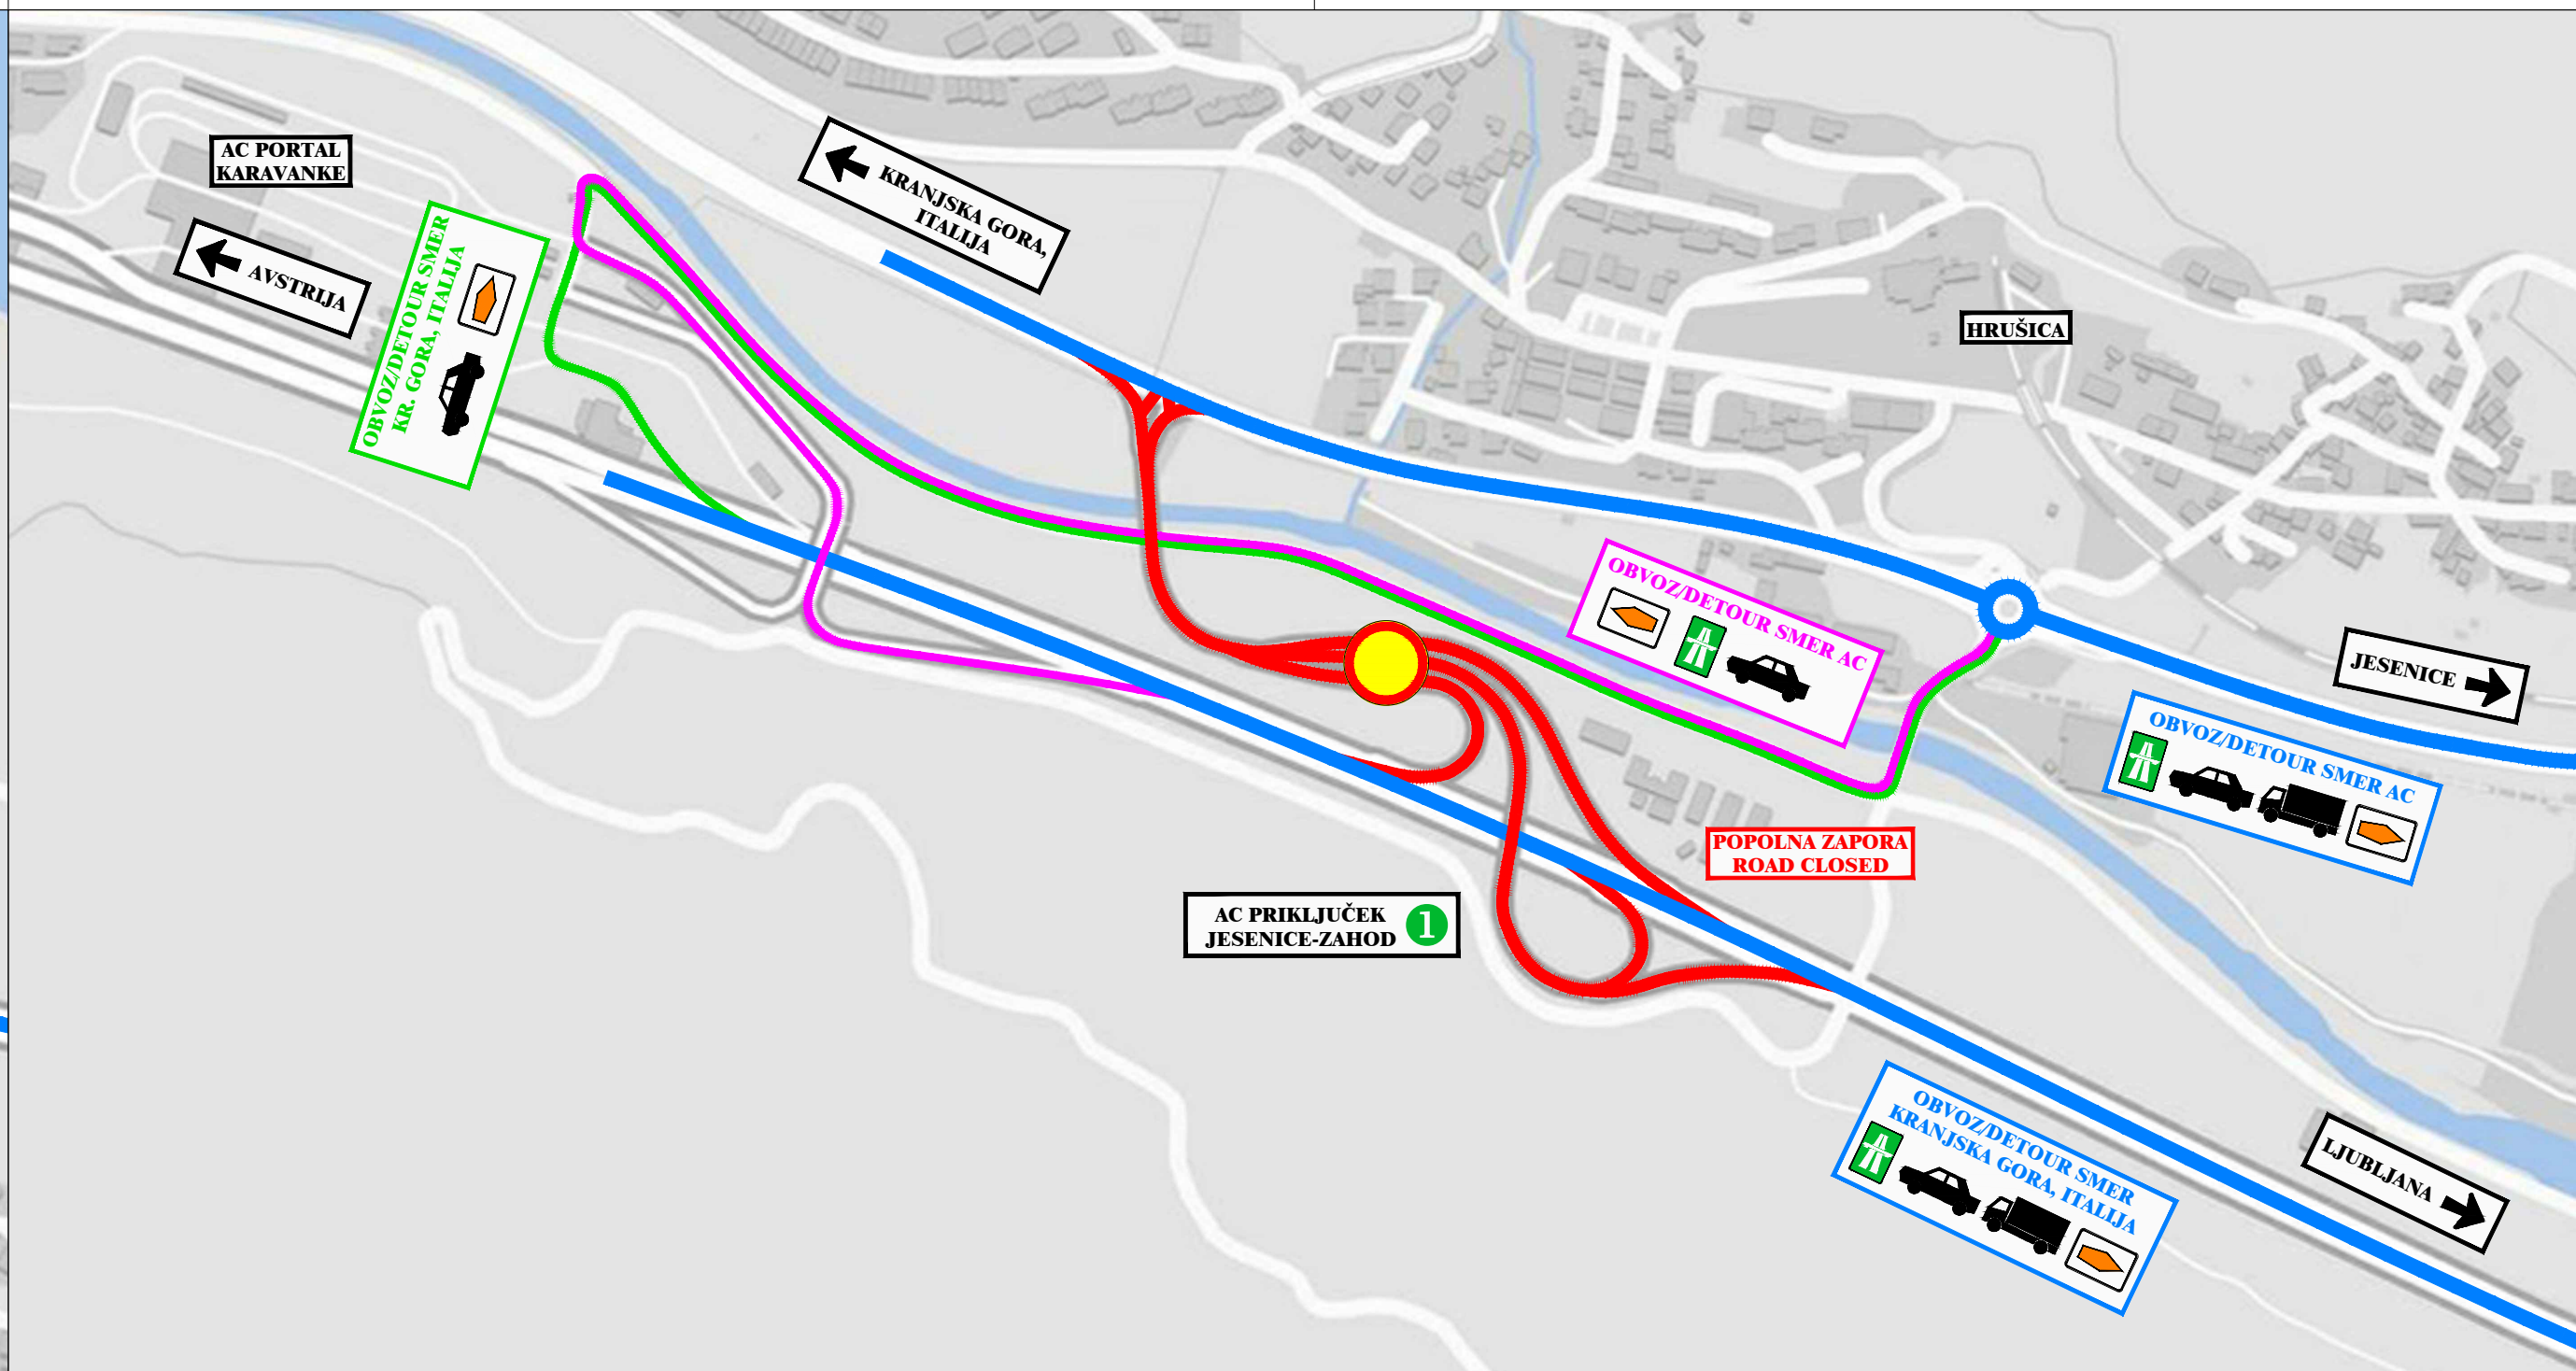 AC PORTAL
KARAVANKE
AVSTRIJA
OBVOZ/DETOUR SMER
KR. GORA, ITALIJA
KRANJSKA GORA,
ITALIJA
HRUŠICA
OBVOZ/DETOUR SMER AC
JESENICE
OBVOZ/DETOUR SMER AC
POPOLNA ZAPORA
ROAD CLOSED
AC PRIKLJUČEK
JESENICE-ZAHOD
1
OBVOZ/DETOUR SMER
KRANJSKA GORA, ITALIJA
LJUBLJANA